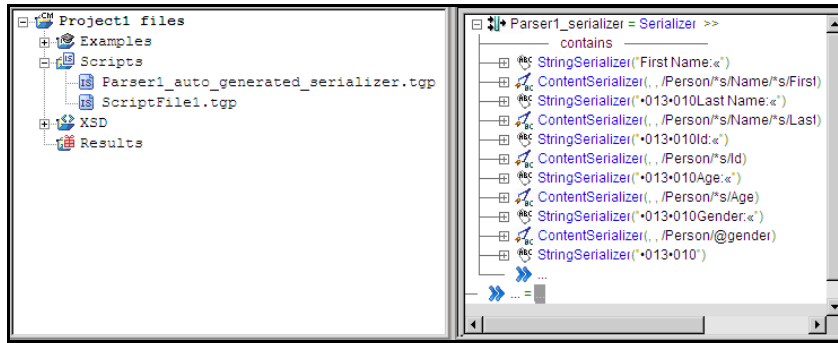 Project1 files
Examples
Scripts
Parser1_auto_generated_serializer.tgp
ScriptFile1.tgp
XSD
Results
Parser1_serializer = Serializer >>
contains
StringSerializer("First Name:«")
ContentSerializer(, , /Person/*s/Name/*s/First)
StringSerializer("•013•010Last Name:«")
ContentSerializer(, , /Person/*s/Name/*s/Last)
StringSerializer("•013•010Id:«")
ContentSerializer(, , /Person/*s/Id)
StringSerializer("•013•010Age:«")
ContentSerializer(, , /Person/*s/Age)
StringSerializer("•013•010Gender:«")
ContentSerializer(, , /Person/@gender)
StringSerializer("•013•010")
...
... =